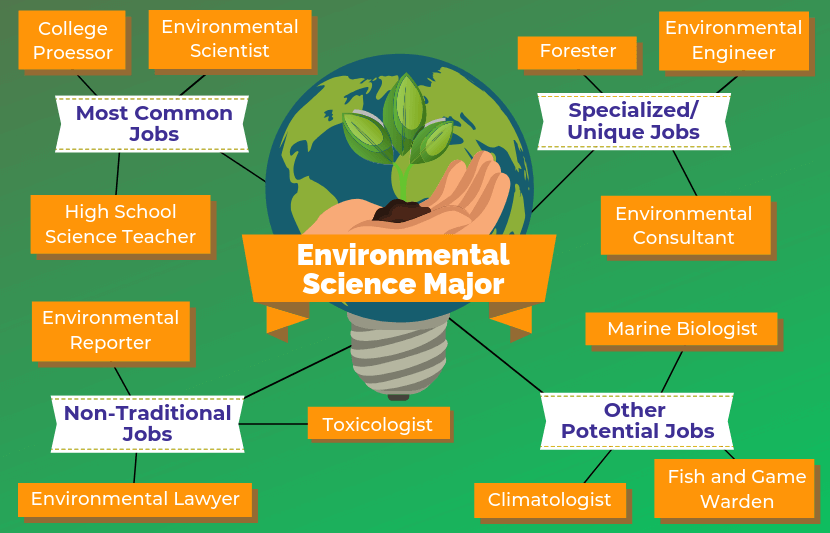 College
Proessor
Environmental
Scientist
Most Common
Jobs
High School
Science Teacher
Forester
Environmental
Engineer
Specialized/
Unique Jobs
Environmental
Consultant
Environmental
Science Major
Environmental
Reporter
Non-Traditional
Jobs
Toxicologist
Environmental Lawyer
Marine Biologist
Other
Potential Jobs
Climatologist
Fish and Game
Warden